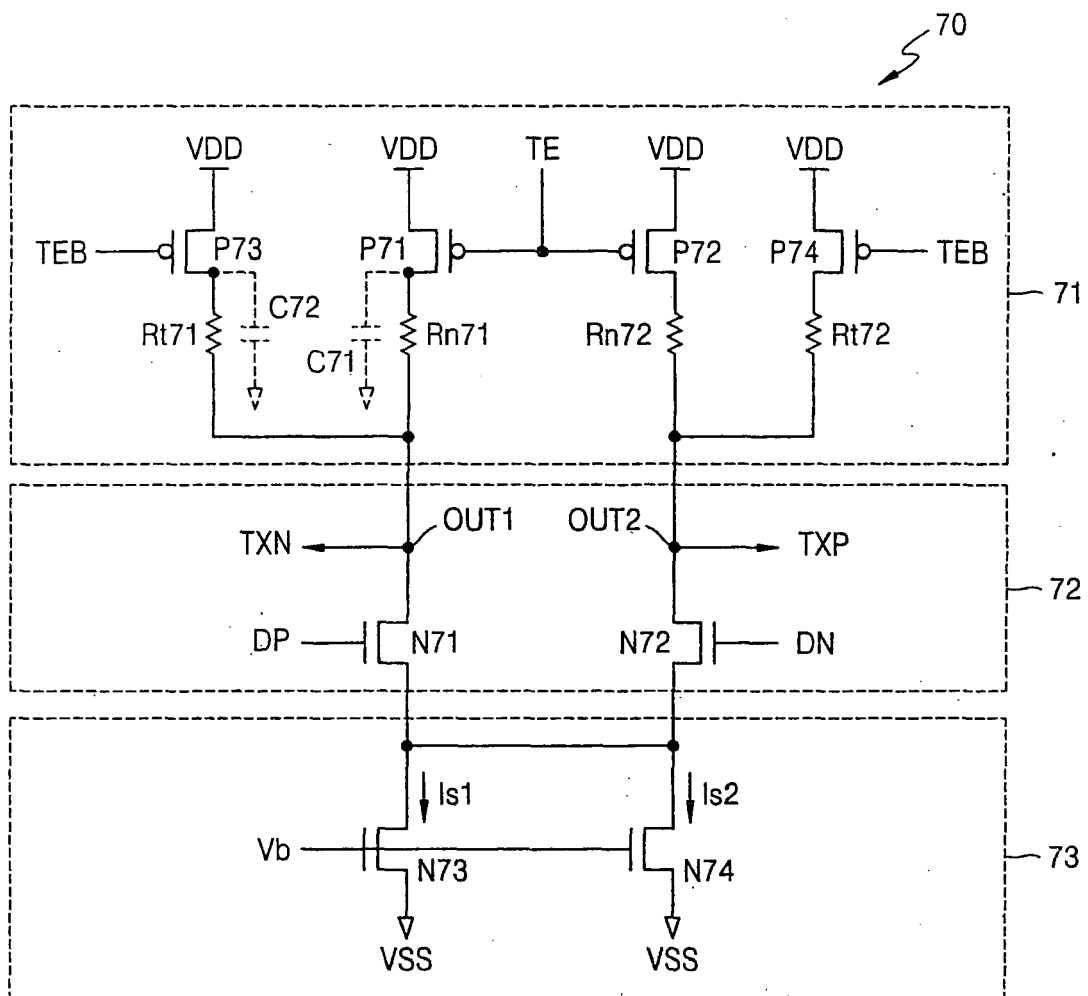 70
VDD VDD TE VDD VDD
TEB P73 P71 P72 P74 TEB
71
C72
Rt71 Rn71 Rn72 Rt72
C71
OUT1 OUT2
TXN TXP
72
DP N71 N72 DN
Is1 Is2
Vb 73
N73 N74
VSS VSS